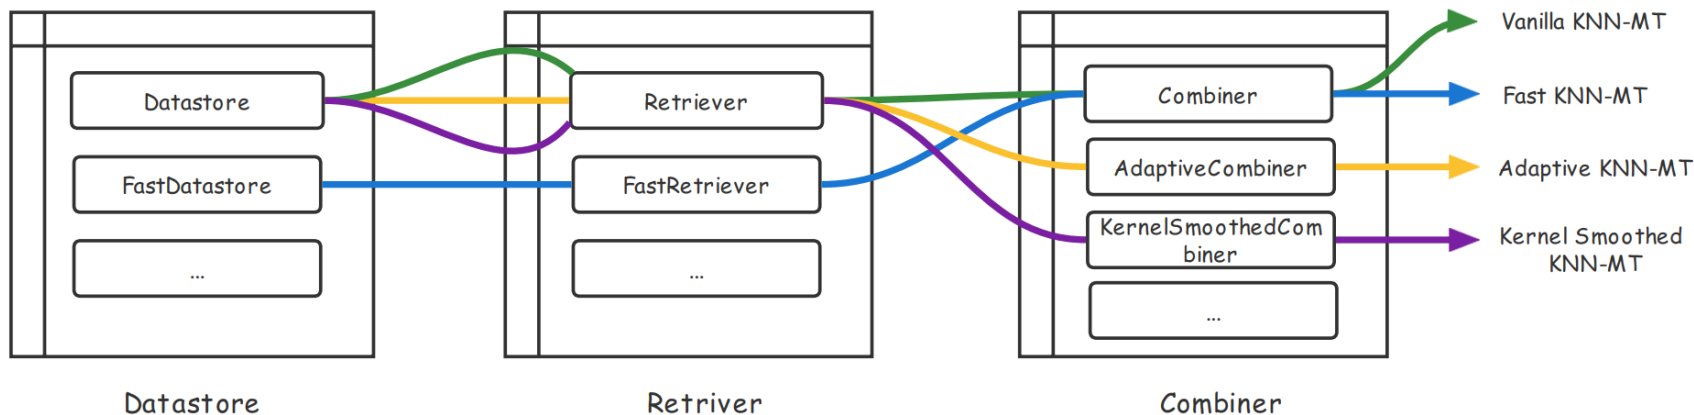 Datastore
FastDatastore
...
Datastore
Retriever
FastRetriever
...
Retriver
Combiner
AdaptiveCombiner
KernelSmoothedCom
biner
...
Combiner
Vanilla KNN-MT
Fast KNN-MT
Adaptive KNN-MT
Kernel Smoothed
KNN-MT